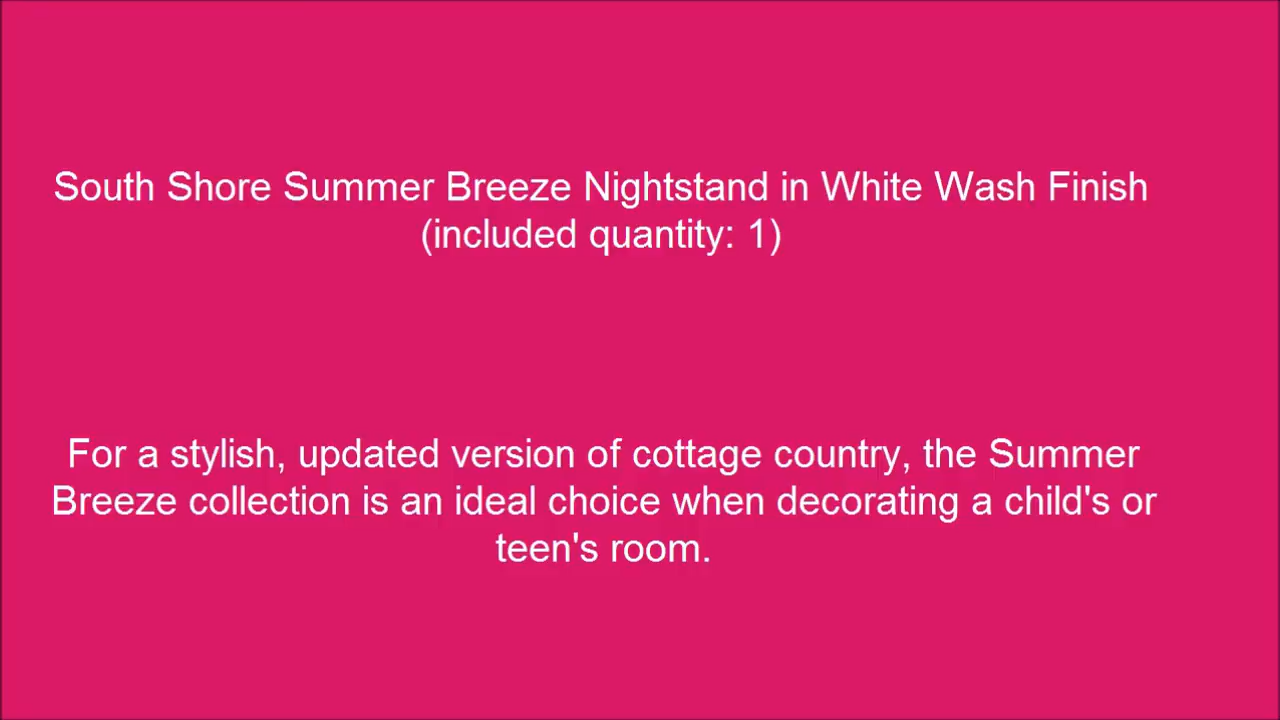 South Shore Summer Breeze Nightstand in White Wash Finish
(included quantity: 1)
For a stylish, updated version of cottage country, the Summer
Breeze collection is an ideal choice when decorating a child's or
teen's room.